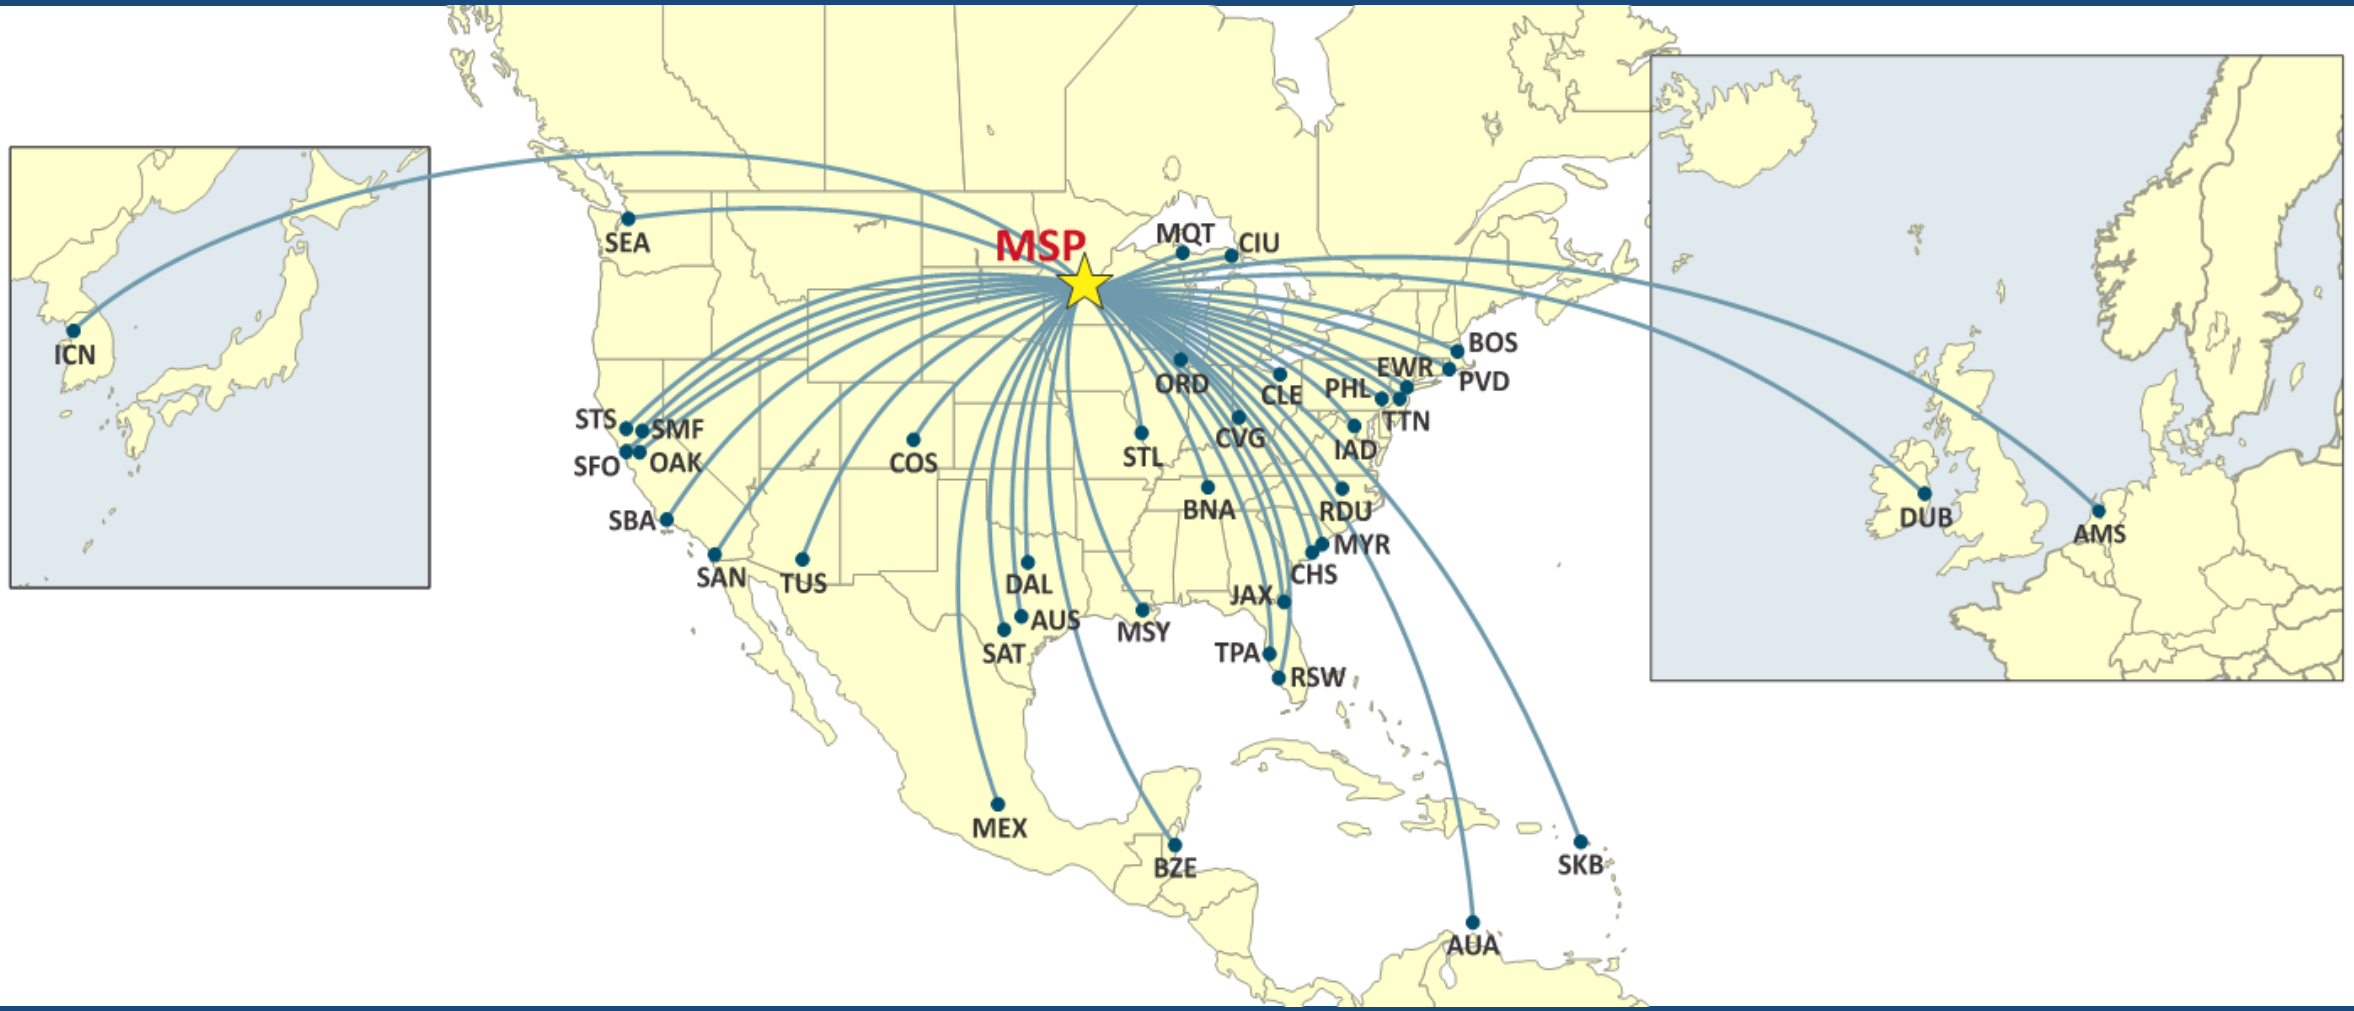 MSP
MQT
CIU
SEA
ICN
BOS
EWR
PVD
ORD
CLE
PHL
TTN
STS
SMF
CVG
IAD
SFO
OAK
COS
STL
BNA
RDU
SBA
DUB
AMS
MYR
SAN
TUS
DAL
CHS
JAX
AUS
MSY
SAT
TPA
RSW
MEX
BZE
SKB
AUA